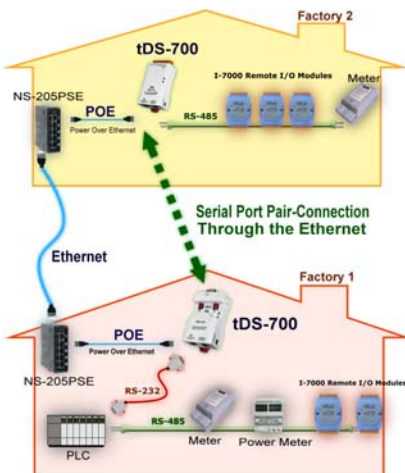 Factory 2
tDS-700
I-7000 Remote I/O Modules
Meter
NS-205PSE
POE
Power Over Ethernet
RS-485
Serial Port Pair-Connection
Through the Ethernet
Ethernet
Factory 1
tDS-700
POE
Power Over Ethernet
NS-205PSE
RS-232
I-7000 Remote I/O Modules
RS-485
Meter
Power Meter
PLC